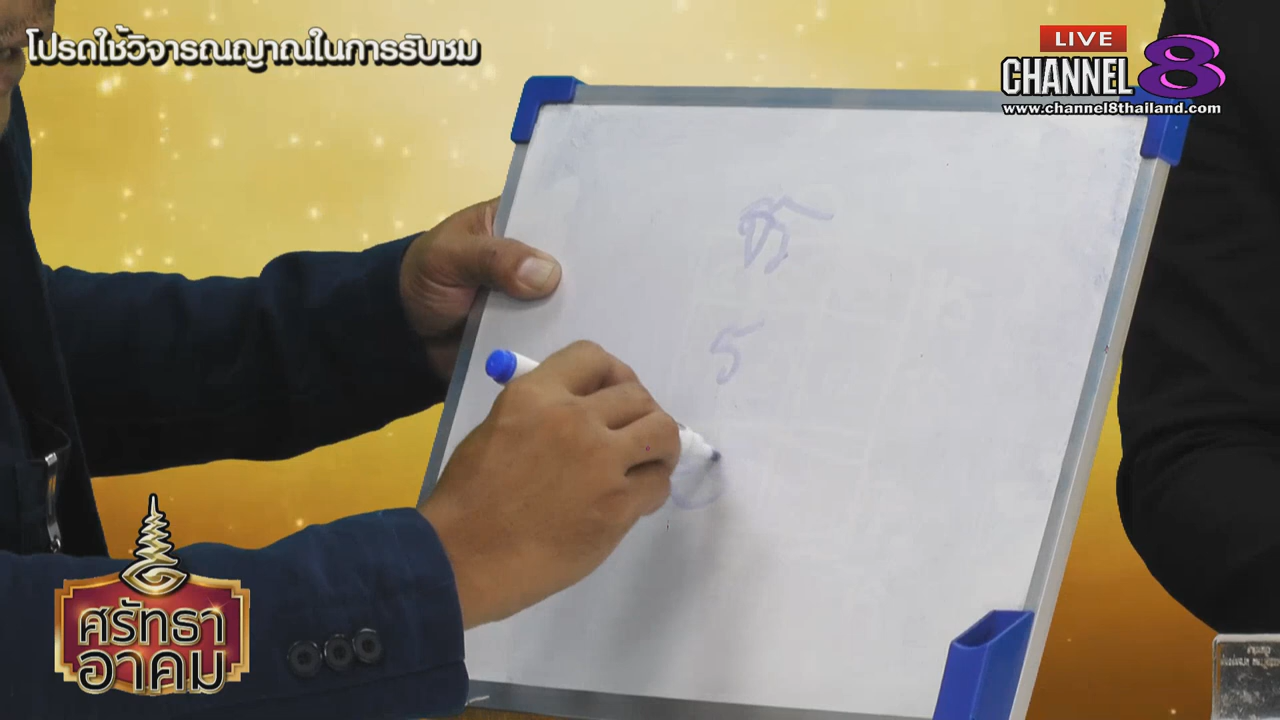 โปรดใช้วิจารณญาณในการรับชม
LIVE
CHANNEL 8
www.channel8thailand.com
5
ศรัทธา
อาคม